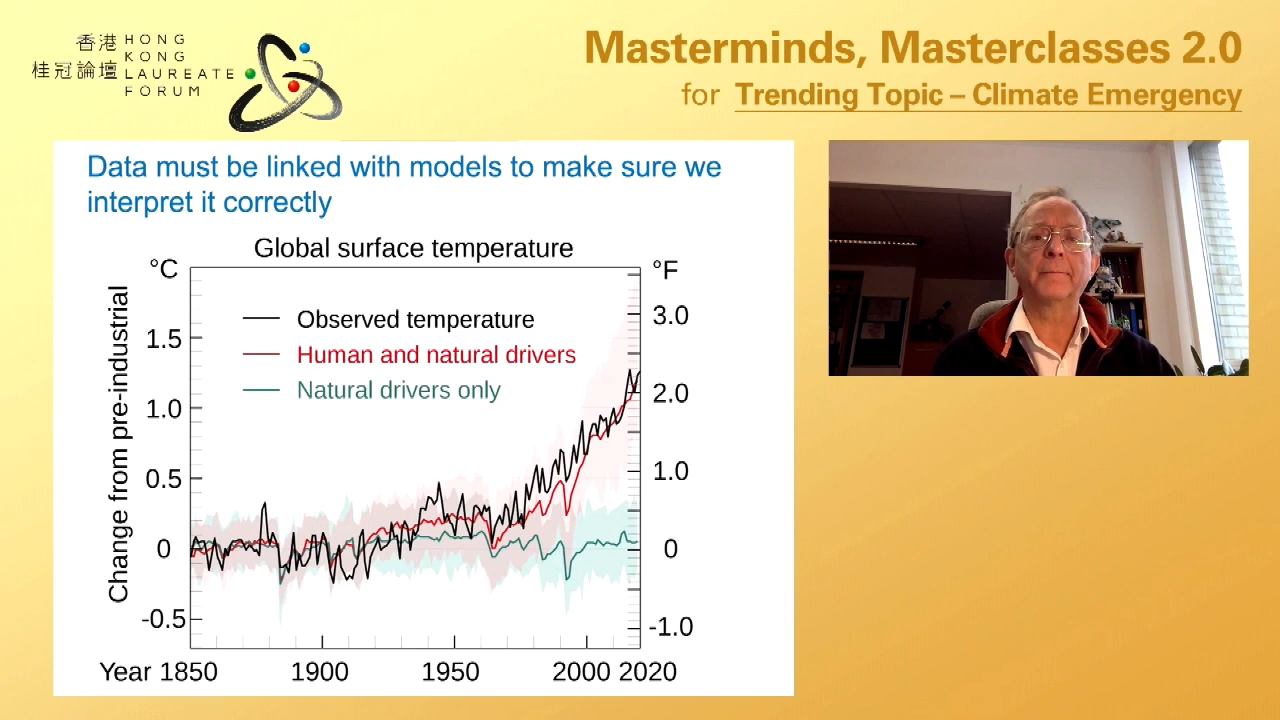 香港 HONG
KONG
桂冠論壇 LAUREATE
FORUM
Masterminds, Masterclasses 2.0
for Trending Topic – Climate Emergency
Data must be linked with models to make sure we
interpret it correctly
Global surface temperature
°C
°F
Change from pre-industrial
Observed temperature
Human and natural drivers
Natural drivers only
1.5
1.0
0.5
0
-0.5
3.0
2.0
1.0
0
-1.0
Year 1850 1900 1950 2000 2020